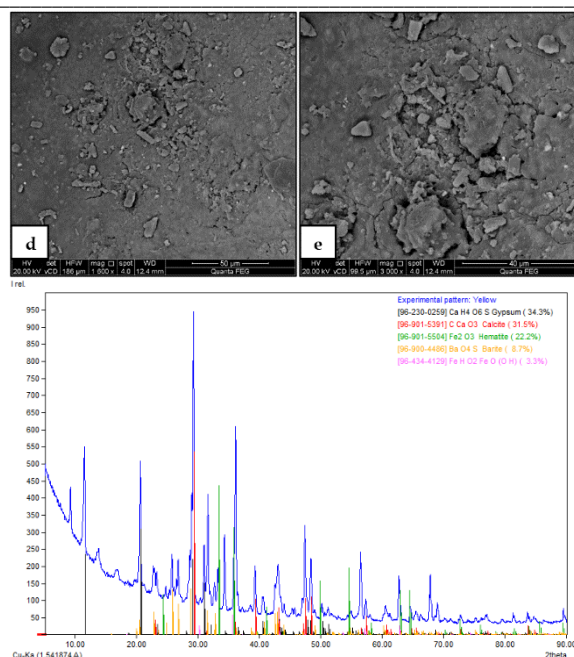 d
e
HV det HFW mag spot WD 50 µm
20.00 kV vCD 186 µm 1 600 x 4.0 12.4 mm Quanta FEG
HV det HFW mag spot WD 40 µm
20.00 kV vCD 99.5 µm 3 000 x 4.0 12.4 mm Quanta FEG
I rel.
Experimental pattern: Yellow
[96-230-0259] Ca H4 O6 S Gypsum ( 34.3%)
[96-901-5391] C Ca O3 Calcite ( 31.5%)
[96-901-5504] Fe2 O3 Hematite ( 22.2%)
[96-900-4486] Ba O4 S Barite ( 8.7%)
[96-434-4129] Fe H O2 Fe O (O H) ( 3.3%)
950
900
850
800
750
700
650
600
550
500
450
400
350
300
250
200
150
100
50
10.00 20.00 30.00 40.00 50.00 60.00 70.00 80.00 90.00
Cu-Ka (1.541874 A) 2theta